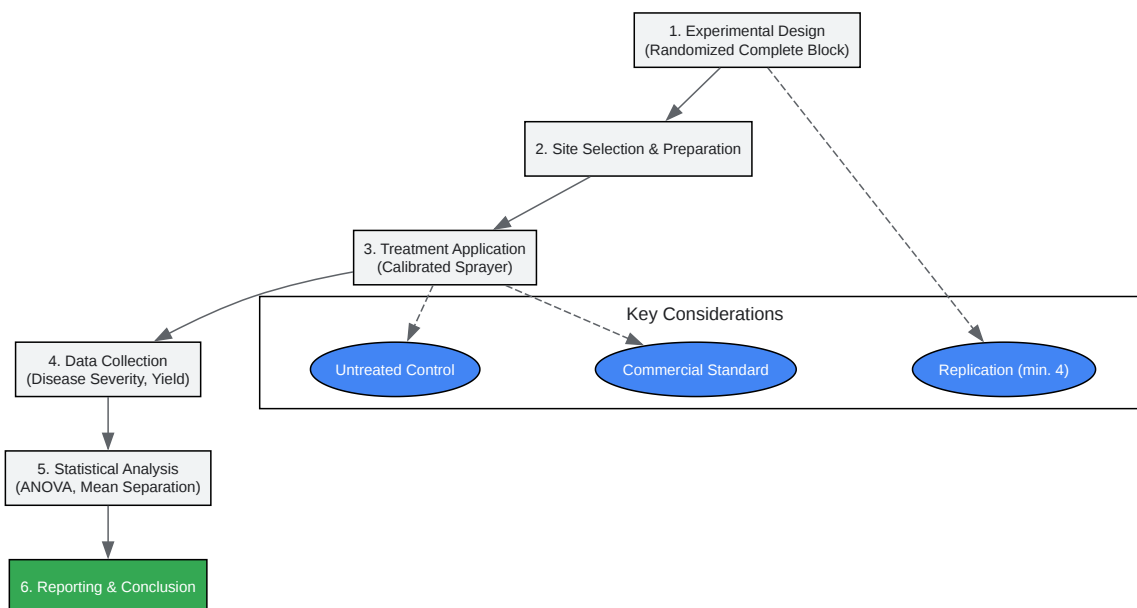 1. Experimental Design
(Randomized Complete Block)
2. Site Selection & Preparation
3. Treatment Application
(Calibrated Sprayer)
Key Considerations
4. Data Collection
(Disease Severity, Yield)
Untreated Control
Commercial Standard
Replication (min. 4)
5. Statistical Analysis
(ANOVA, Mean Separation)
6. Reporting & Conclusion